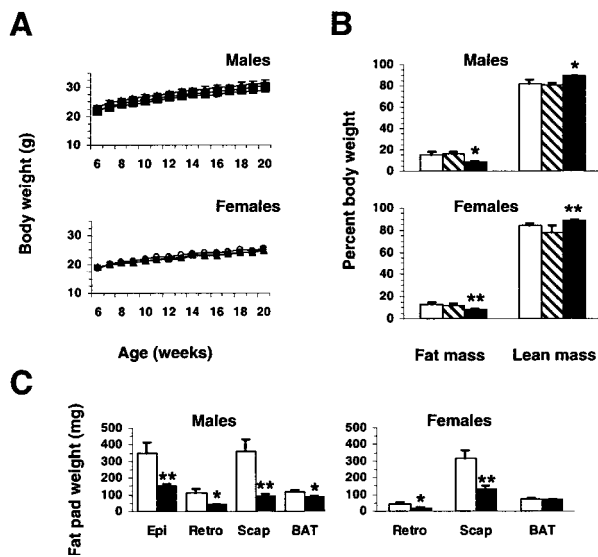 A
Males
30
20
10
6 8 10 12 14 16 18 20
Body weight (g)
Females
30
20
10
6 8 10 12 14 16 18 20
Age (weeks)
B
Males
100
80
60
40
20
0
* *
Percent body weight
Females
100
80
60
40
20
0
** **
Fat mass Lean mass
C
Fat pad weight (mg)
Males
500
400
300
200
100
0
** * ** *
Epi Retro Scap BAT
Females
500
400
300
200
100
0
* **
Retro Scap BAT